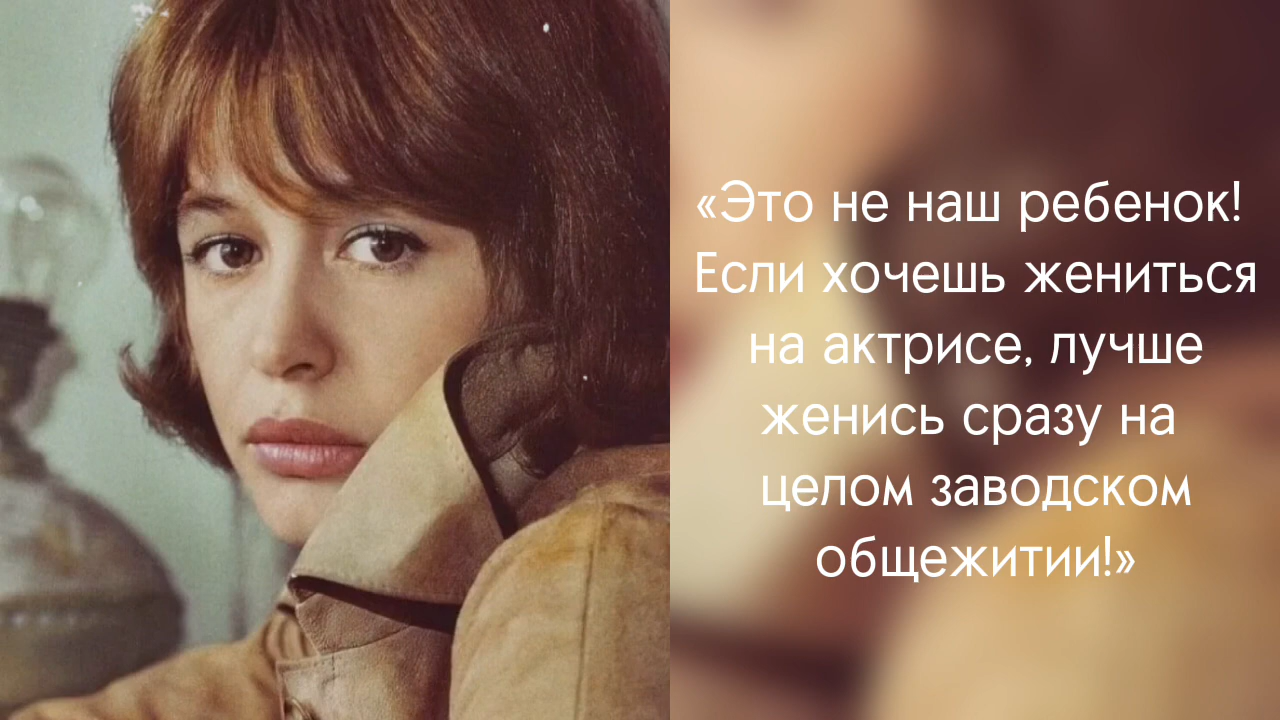 «Это не наш ребенок!
Если хочешь жениться
на актрисе, лучше
женись сразу на
целом заводском
общежитии!»